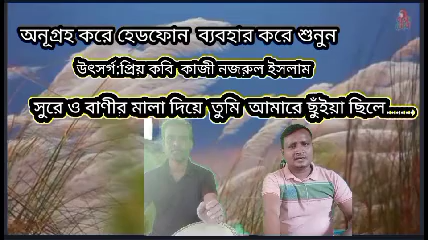 অনূগ্রহ করে হেডফোন ব্যবহার করে শুনুন
উৎসর্গ:প্রিয় কবি কাজী নজরুল ইসলাম
সুরে ও বাণীর মালা দিয়ে তুমি আমারে ছুঁইয়া ছিলে........